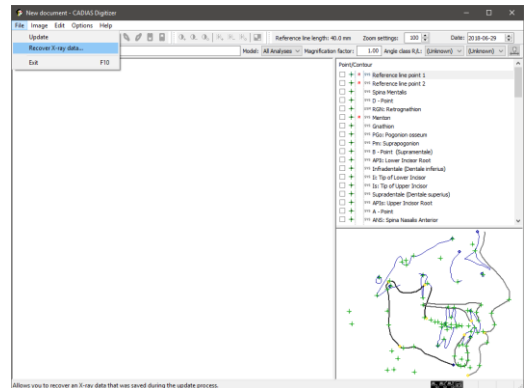 New document - CADIAS Digitizer
File Image Edit Options Help
Update
Recover X-ray data...
Exit F10
Reference line length: 40.0 mm Zoom settings: 100 Date: 2018-06-29
Model: All Analyses Magnification factor: 1.00 Angle class R/L: (Unknown) (Unknown)
Point/Contour
Reference line point 1
Reference line point 2
Spina Mentalis
D - Point
RGN: Retrognathion
Menton
Gnathion
PGo: Pogonion osseum
Pm: Suprapogonion
B - Point (Supramentale)
APIi: Lower Incisor Root
Infradentale (Dentale inferius)
Ii: Tip of Lower Incisor
Is: Tip of Upper Incisor
Supradentale (Dentale superius)
APIs: Upper Incisor Root
A - Point
ANS: Spina Nasalis Anterior
Allows you to recover an X-ray data that was saved during the update process.